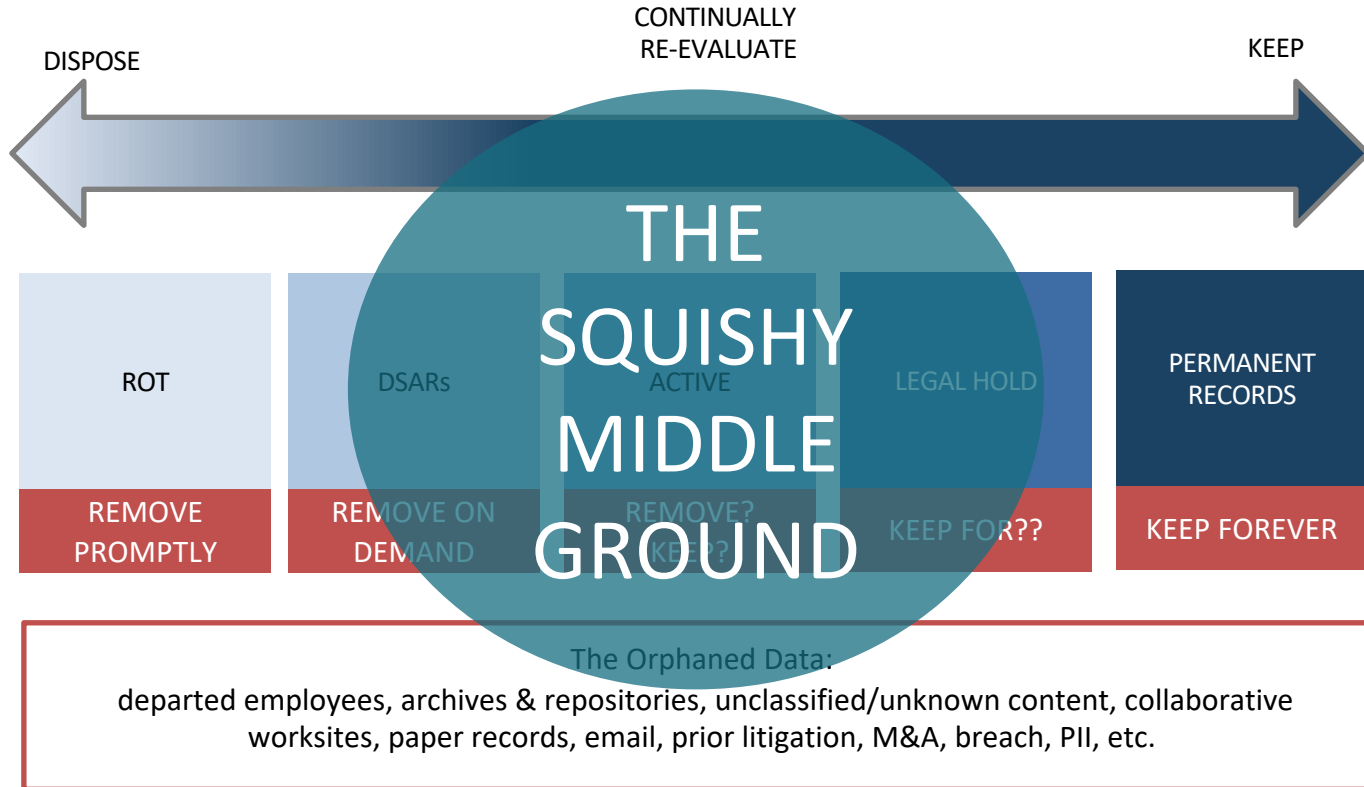 CONTINUALLY
RE-EVALUATE
DISPOSE
KEEP
THE
SQUISHY
MIDDLE
GROUND
ROT
DSARs
ACTIVE
LEGAL HOLD
PERMANENT
RECORDS
REMOVE
PROMPTLY
REMOVE ON
DEMAND
REMOVE?
KEEP?
KEEP FOR??
KEEP FOREVER
The Orphaned Data:
departed employees, archives & repositories, unclassified/unknown content, collaborative
worksites, paper records, email, prior litigation, M&A, breach, PII, etc.